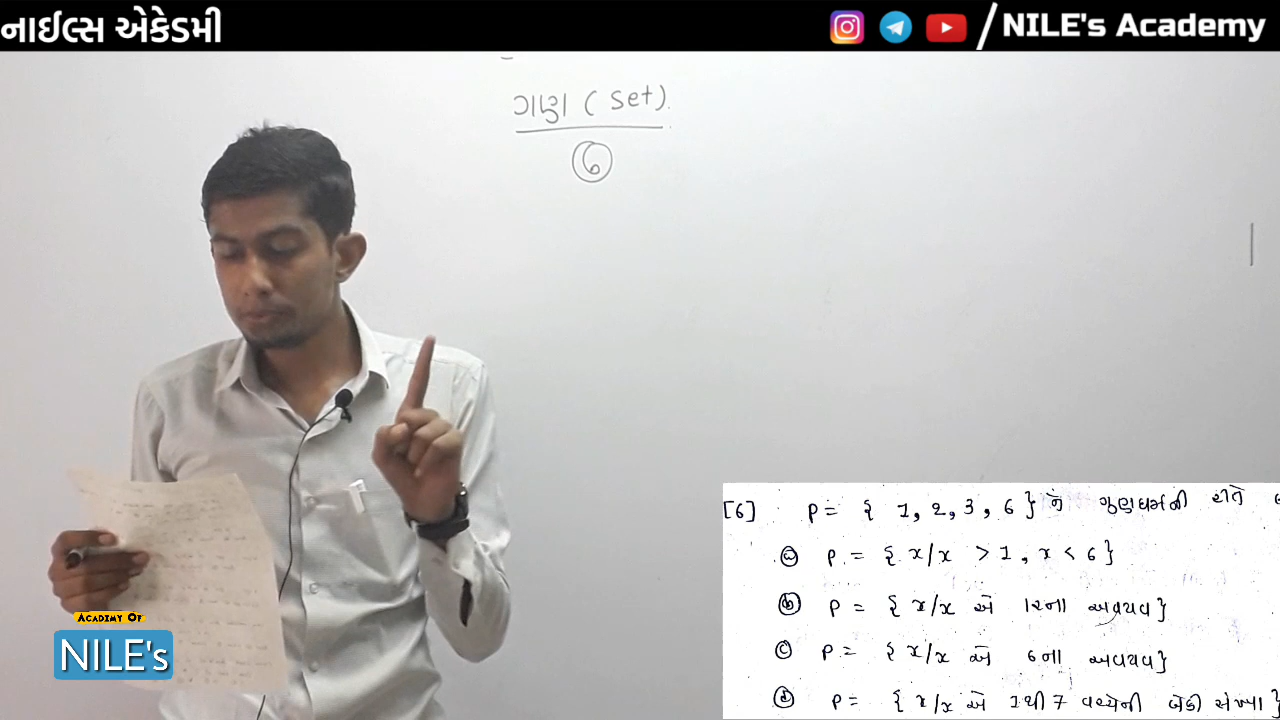 નાઈલ્સ એકેડમી
/NILE's Academy
ગણ (set).
6
[6] P = { 1, 2, 3, 6 } ને ગુણધર્મની રીતે
ⓐ P = { x/x > 1, x < 6 }
ⓑ P = { x/x એ 12ના અવયવ }
ⓒ P = { x/x એ 6ના અવયવ }
ⓓ P = { x/x એ 1થી 7 વચ્ચેની બેકી સંખ્યા }
ACADEMY OF
NILE's